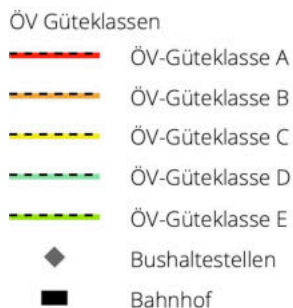 ÖV Güteklassen
ÖV-Güteklasse A
ÖV-Güteklasse B
ÖV-Güteklasse C
ÖV-Güteklasse D
ÖV-Güteklasse E
Bushaltestellen
Bahnhof